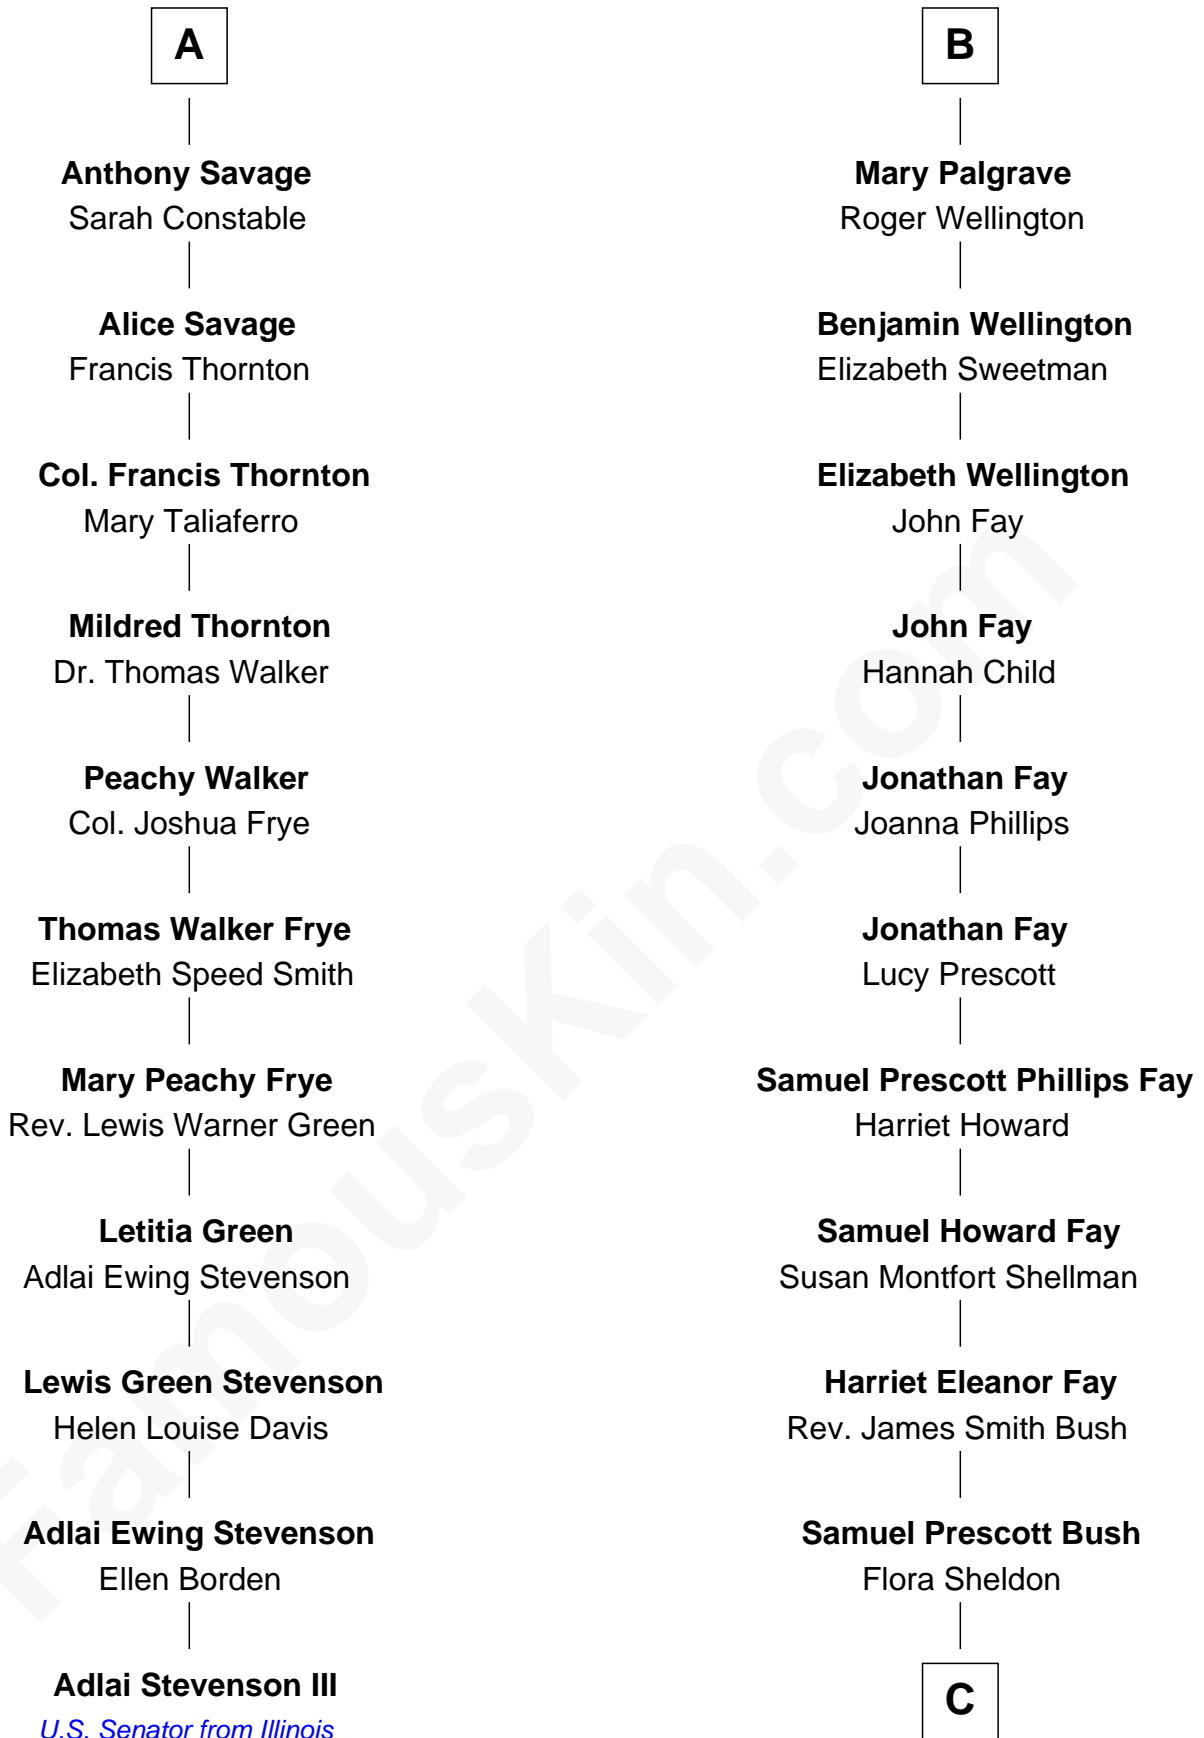 A
Anthony Savage
Sarah Constable
Alice Savage
Francis Thornton
Col. Francis Thornton
Mary Taliaferro
Mildred Thornton
Dr. Thomas Walker
Peachy Walker
Col. Joshua Frye
Thomas Walker Frye
Elizabeth Speed Smith
Mary Peachy Frye
Rev. Lewis Warner Green
Letitia Green
Adlai Ewing Stevenson
Lewis Green Stevenson
Helen Louise Davis
Adlai Ewing Stevenson
Ellen Borden
Adlai Stevenson III
U.S. Senator from Illinois
B
Mary Palgrave
Roger Wellington
Benjamin Wellington
Elizabeth Sweetman
Elizabeth Wellington
John Fay
John Fay
Hannah Child
Jonathan Fay
Joanna Phillips
Jonathan Fay
Lucy Prescott
Samuel Prescott Phillips Fay
Harriet Howard
Samuel Howard Fay
Susan Montfort Shellman
Harriet Eleanor Fay
Rev. James Smith Bush
Samuel Prescott Bush
Flora Sheldon
C
FamousKin.com